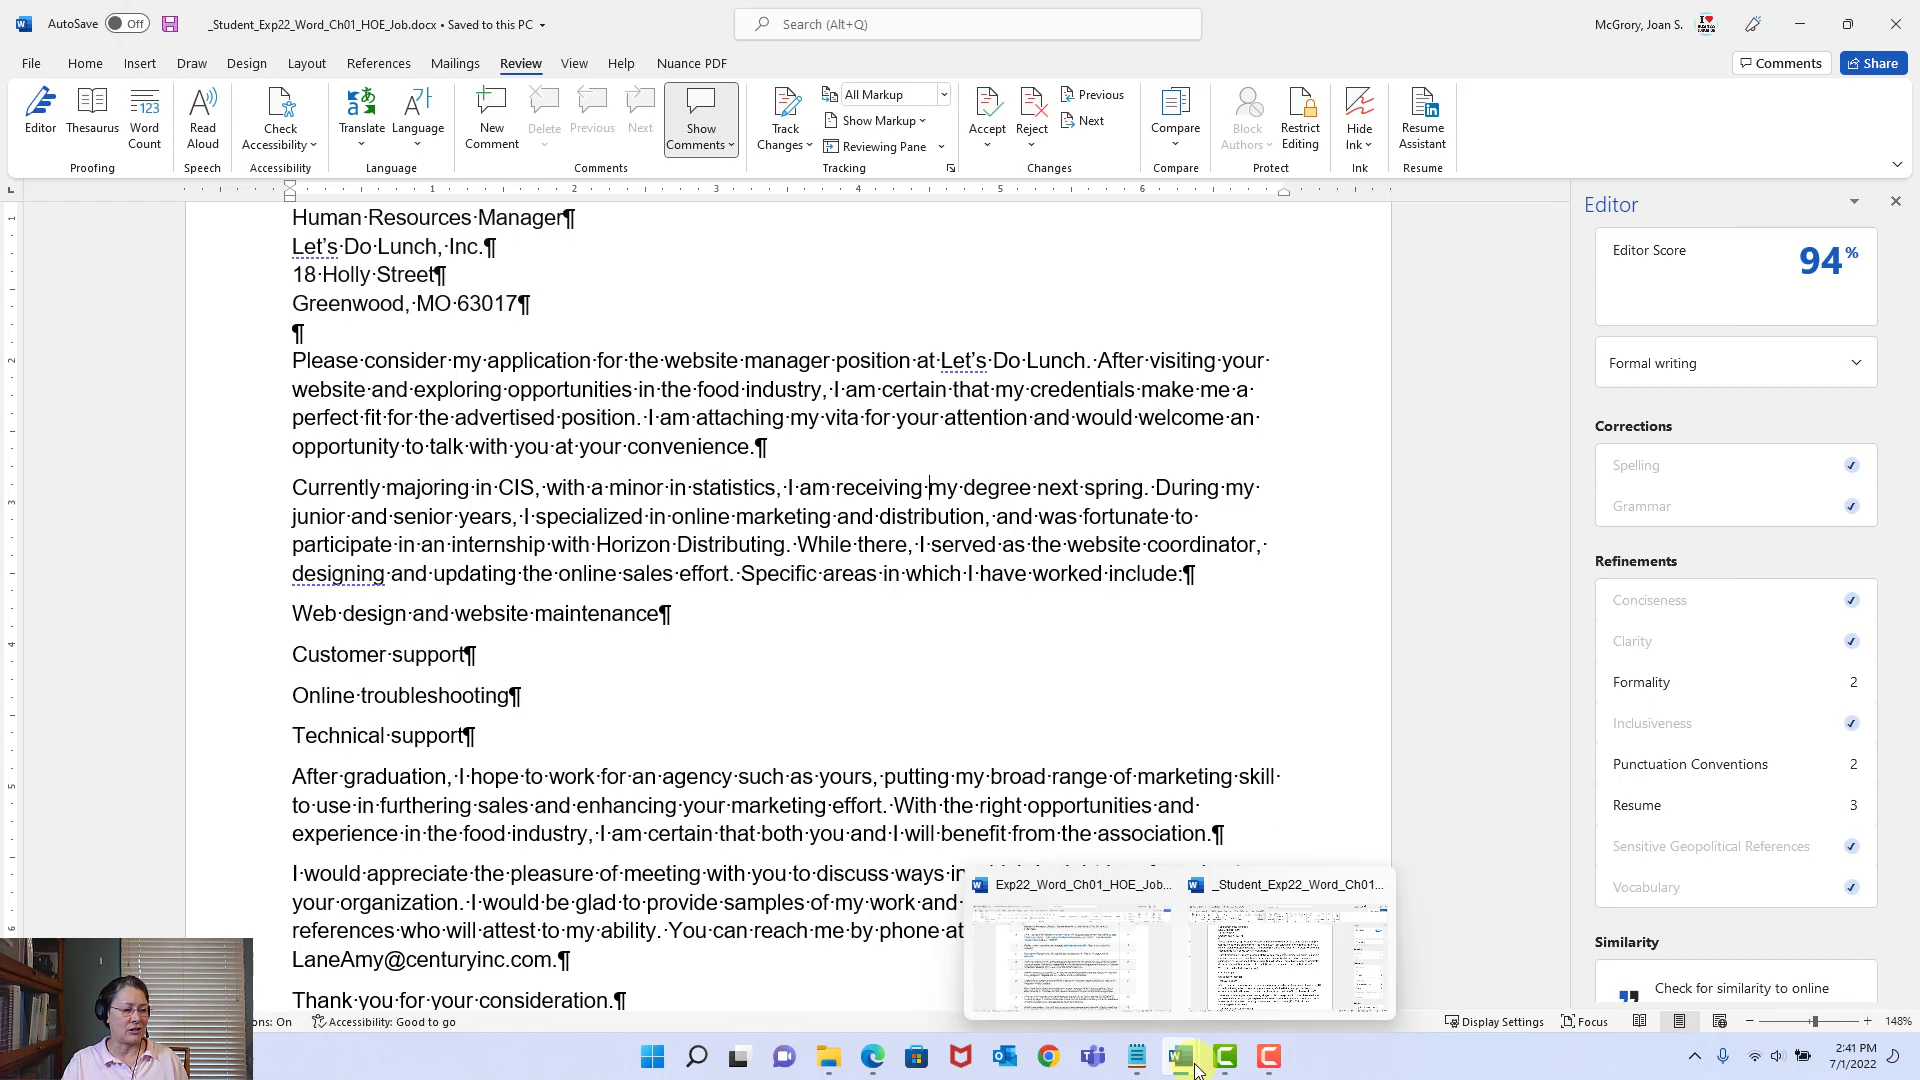 AutoSave Off _Student_Exp22_Word_Ch01_HOE_Job.docx • Saved to this PC Search (Alt+Q) McGrory, Joan S.
File Home Insert Draw Design Layout References Mailings Review View Help Nuance PDF Comments Share
Editor Thesaurus Word Count Read Aloud Check Accessibility Translate Language New Comment Delete Previous Next Show Comments Track Changes All Markup Show Markup Reviewing Pane Accept Reject Previous Next Compare Block Authors Restrict Editing Hide Ink Resume Assistant
Proofing Speech Accessibility Language Comments Tracking Changes Compare Protect Ink Resume
1 2 3 4 5 6
Human·Resources·Manager¶
Let’s·Do·Lunch,·Inc.¶
18·Holly·Street¶
Greenwood,·MO·63017¶
¶
Please·consider·my·application·for·the·website·manager·position·at·Let’s·Do·Lunch.·After·visiting·your·
website·and·exploring·opportunities·in·the·food·industry,·I·am·certain·that·my·credentials·make·me·a·
perfect·fit·for·the·advertised·position.·I·am·attaching·my·vita·for·your·attention·and·would·welcome·an·
opportunity·to·talk·with·you·at·your·convenience.¶
Currently·majoring·in·CIS,·with·a·minor·in·statistics,·I·am·receiving·my·degree·next·spring.·During·my·
junior·and·senior·years,·I·specialized·in·online·marketing·and·distribution,·and·was·fortunate·to·
participate·in·an·internship·with·Horizon·Distributing.·While·there,·I·served·as·the·website·coordinator,·
designing·and·updating·the·online·sales·effort.·Specific·areas·in·which·I·have·worked·include:¶
Web·design·and·website·maintenance¶
Customer·support¶
Online·troubleshooting¶
Technical·support¶
After·graduation,·I·hope·to·work·for·an·agency·such·as·yours,·putting·my·broad·range·of·marketing·skill·
to·use·in·furthering·sales·and·enhancing·your·marketing·effort.·With·the·right·opportunities·and·
experience·in·the·food·industry,·I·am·certain·that·both·you·and·I·will·benefit·from·the·association.¶
I·would·appreciate·the·pleasure·of·meeting·with·you·to·discuss·ways·in
your·organization.·I·would·be·glad·to·provide·samples·of·my·work·and
references·who·will·attest·to·my·ability.·You·can·reach·me·by·phone·at
LaneAmy@centuryinc.com.¶
Thank·you·for·your·consideration.¶
Editor
Editor Score 94%
Formal writing
Corrections
Spelling
Grammar
Refinements
Conciseness
Clarity
Formality 2
Inclusiveness
Punctuation Conventions 2
Resume 3
Sensitive Geopolitical References
Vocabulary
Similarity
Check for similarity to online
Exp22_Word_Ch01_HOE_Job... _Student_Exp22_Word_Ch01...
ons: On Accessibility: Good to go Display Settings Focus 148%
2:41 PM
7/1/2022